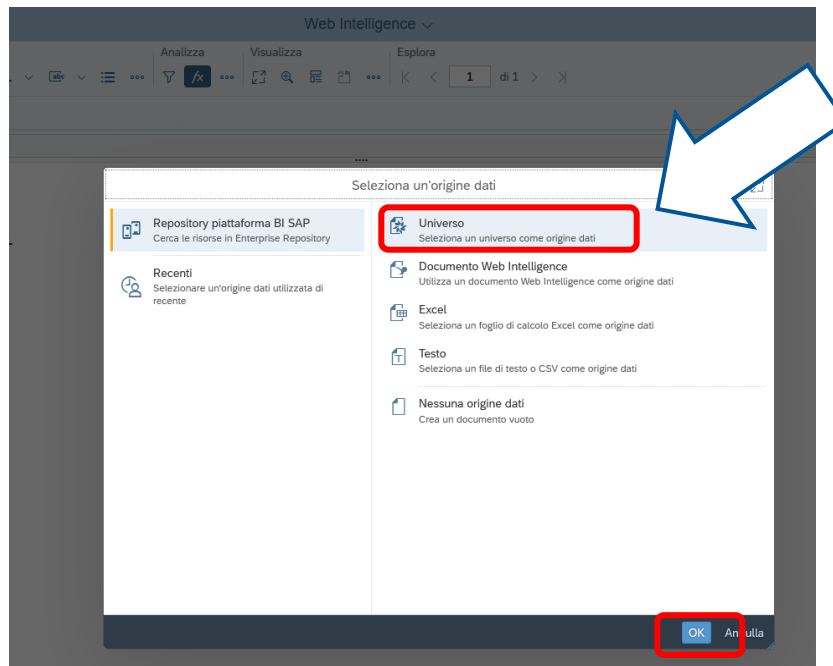 Web Intelligence
Analizza Visualizza Esplora
abc fx 1 di 1
Seleziona un'origine dati
Repository piattaforma BI SAP
Cerca le risorse in Enterprise Repository
Recenti
Selezionare un'origine dati utilizzata di
recente
Universo
Seleziona un universo come origine dati
Documento Web Intelligence
Utilizza un documento Web Intelligence come origine dati
Excel
Seleziona un foglio di calcolo Excel come origine dati
Testo
Seleziona un file di testo o CSV come origine dati
Nessuna origine dati
Crea un documento vuoto
OK Annulla